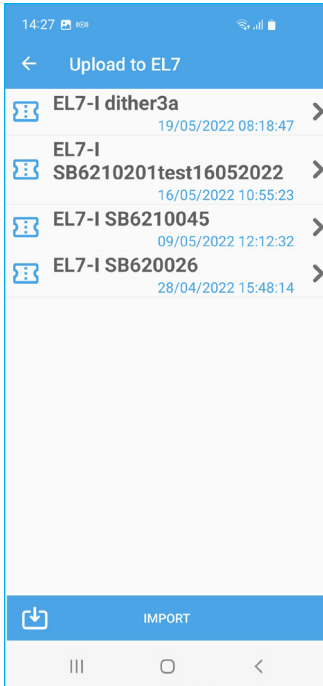 14:27
Upload to EL7
EL7-I dither3a
19/05/2022 08:18:47
EL7-I
SB6210201test16052022
16/05/2022 10:55:23
EL7-I SB6210045
09/05/2022 12:12:32
EL7-I SB620026
28/04/2022 15:48:14
IMPORT